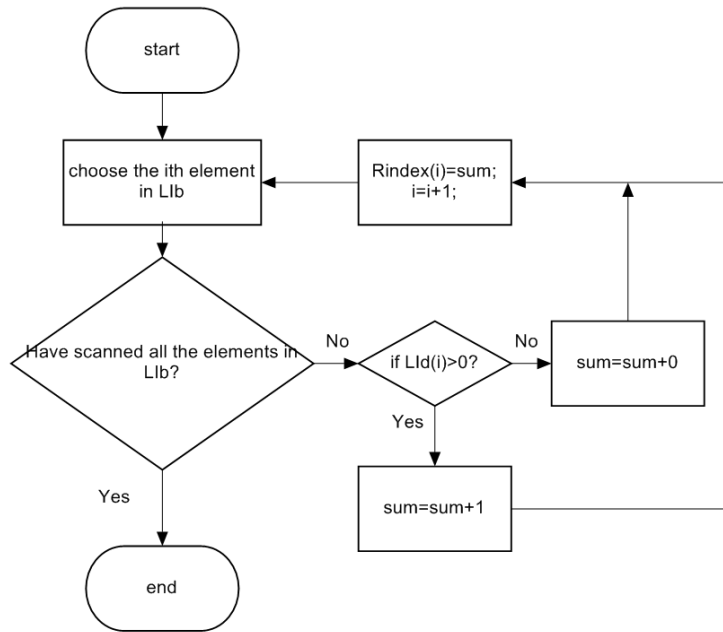 start
choose the ith element
in LIb
Rindex(i)=sum;
i=i+1;
Have scanned all the elements in
LIb?
No
if LId(i)>0?
No
sum=sum+0
Yes
sum=sum+1
Yes
end